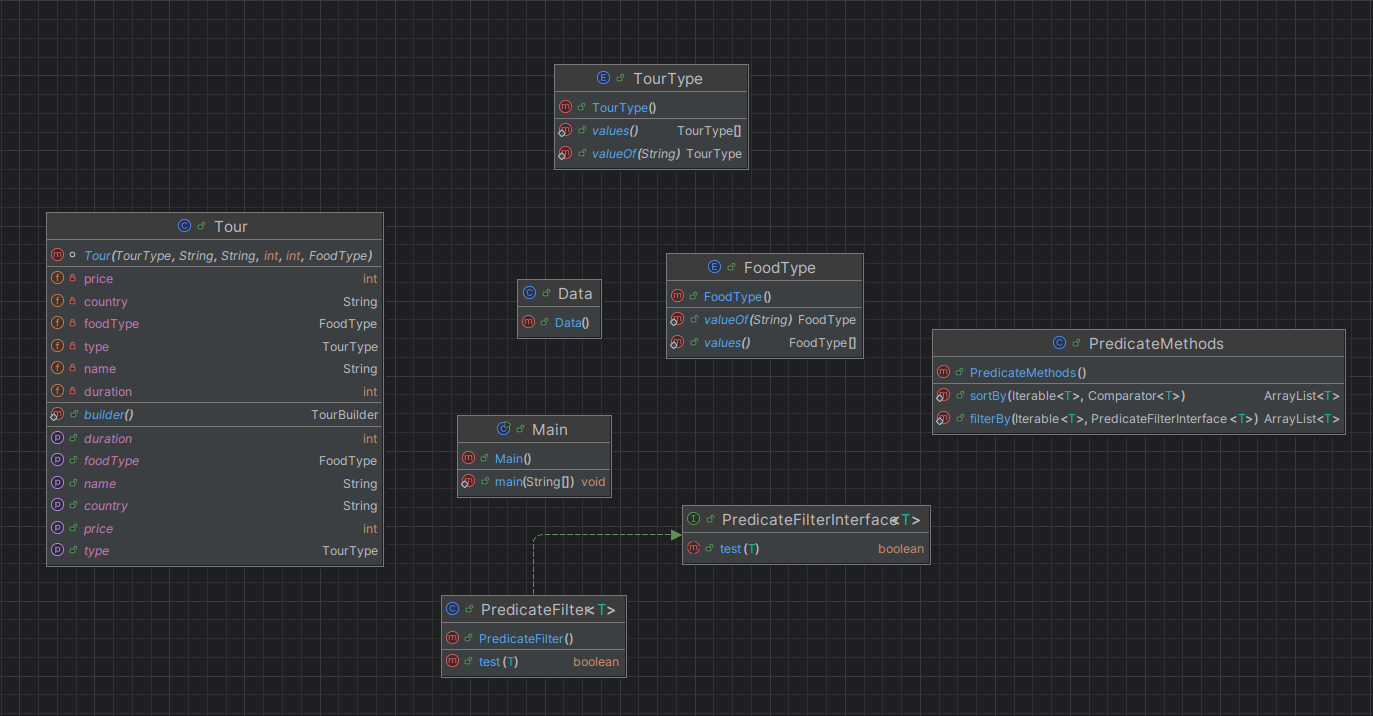 TourType
TourType()
values() TourType[]
valueOf(String) TourType
Tour
Tour(TourType, String, String, int, int, FoodType)
price int
country String
foodType FoodType
type TourType
name String
duration int
builder() TourBuilder
duration int
foodType FoodType
name String
country String
price int
type TourType
Data
Data()
FoodType
FoodType()
valueOf(String) FoodType
values() FoodType[]
PredicateMethods
PredicateMethods()
sortBy(Iterable<T>, Comparator<T>) ArrayList<T>
filterBy(Iterable<T>, PredicateFilterInterface<T>) ArrayList<T>
Main
Main()
main(String[]) void
PredicateFilterInterface<T>
test(T) boolean
PredicateFilter<T>
PredicateFilter()
test(T) boolean